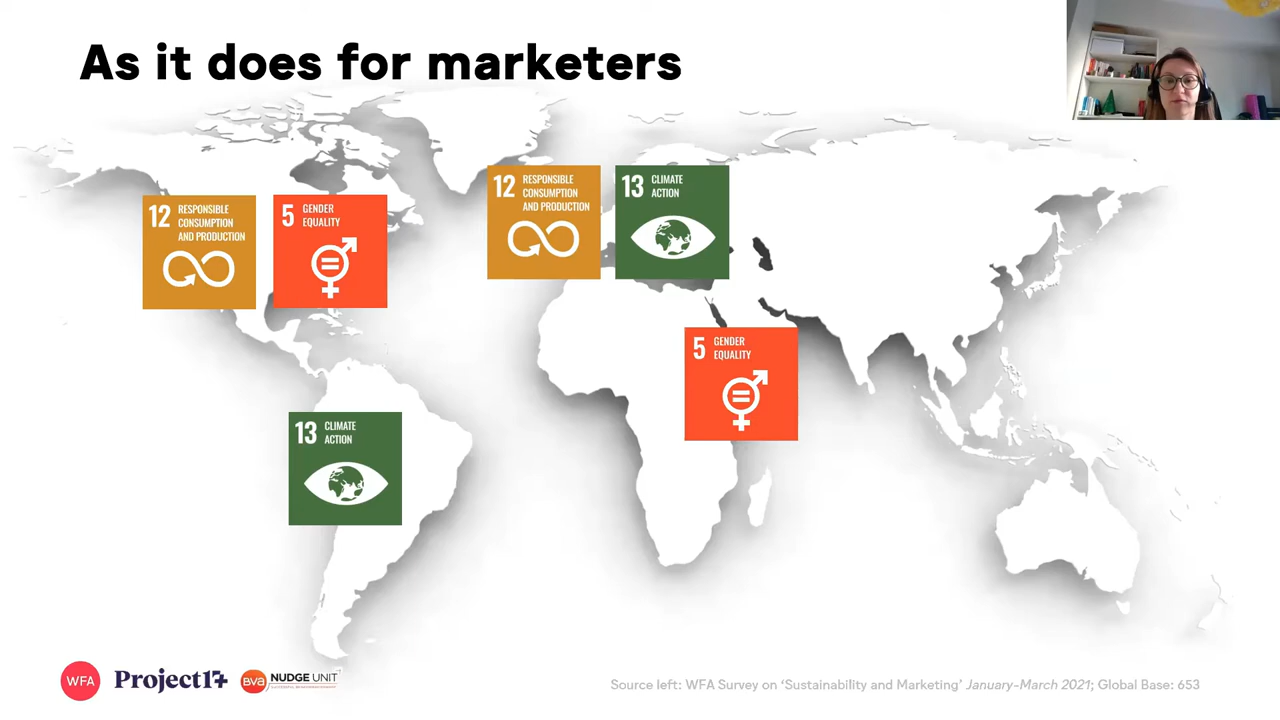 As it does for marketers
12 RESPONSIBLE
CONSUMPTION
AND PRODUCTION
5 GENDER
EQUALITY
12 RESPONSIBLE
CONSUMPTION
AND PRODUCTION
13 CLIMATE
ACTION
5 GENDER
EQUALITY
13 CLIMATE
ACTION
WFA Project17 BVA NUDGE UNIT
Source left: WFA Survey on ‘Sustainability and Marketing’ January–March 2021; Global Base: 653